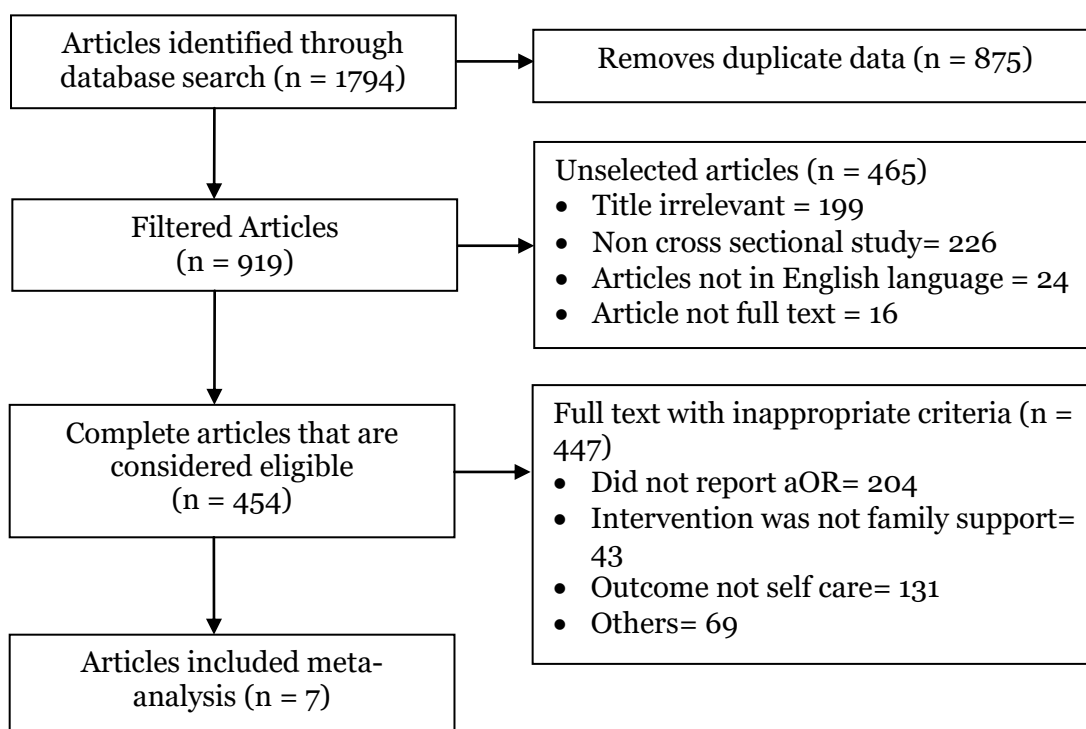 Articles identified through
database search (n = 1794)
Removes duplicate data (n = 875)
Filtered Articles
(n = 919)
Unselected articles (n = 465)
• Title irrelevant = 199
• Non cross sectional study= 226
• Articles not in English language = 24
• Article not full text = 16
Complete articles that are
considered eligible
(n = 454)
Full text with inappropriate criteria (n =
447)
• Did not report aOR= 204
• Intervention was not family support=
43
• Outcome not self care= 131
• Others= 69
Articles included meta-
analysis (n = 7)